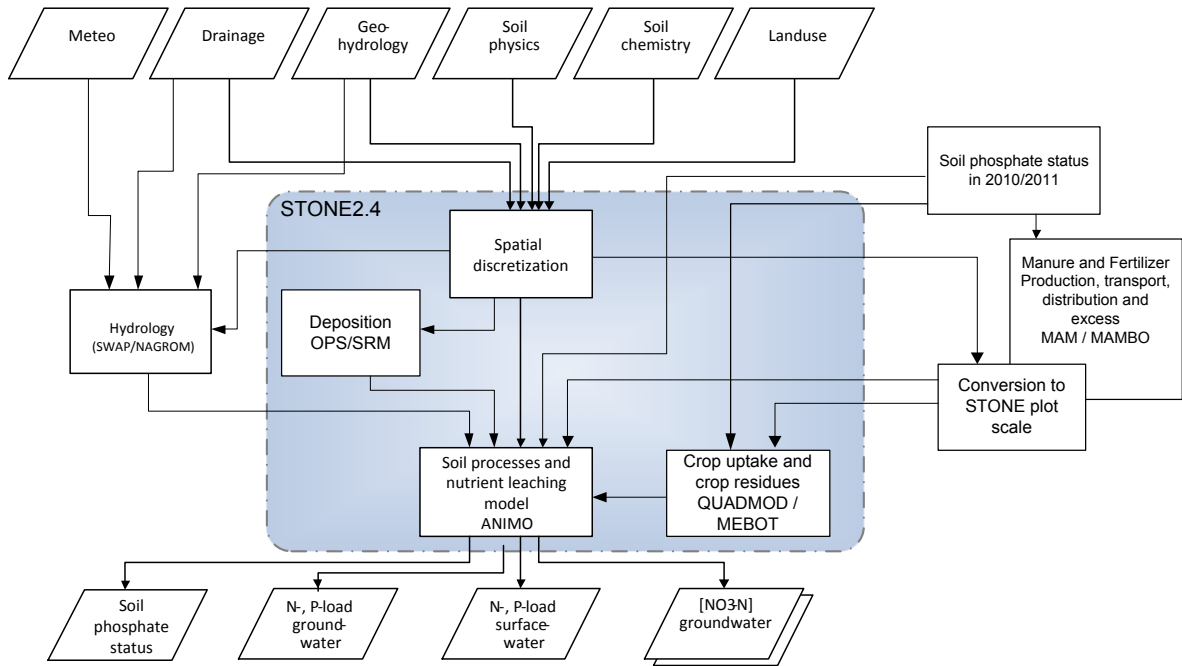 Meteo
Drainage
Geo-
hydrology
Soil
physics
Soil
chemistry
Landuse
Soil phosphate status
in 2010/2011
STONE2.4
Spatial
discretization
Manure and Fertilizer
Production, transport,
distribution and
excess
MAM / MAMBO
Hydrology
(SWAP/NAGROM)
Deposition
OPS/SRM
Conversion to
STONE plot
scale
Soil processes and
nutrient leaching
model
ANIMO
Crop uptake and
crop residues
QUADMOD /
MEBOT
Soil
phosphate
status
N-, P-load
ground-
water
N-, P-load
surface-
water
[NO3-N]
groundwater